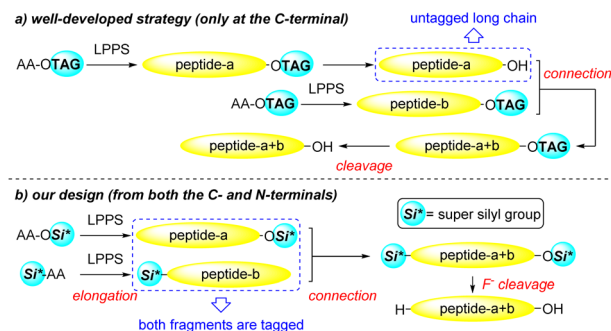 a) well-developed strategy (only at the C-terminal)
untagged long chain
AA-OTAG
LPPS
peptide-a
OTAG
peptide-a
OH
connection
AA-OTAG
LPPS
peptide-b
OTAG
peptide-a+b
OH
cleavage
peptide-a+b
OTAG
b) our design (from both the C- and N-terminals)
AA-OSi*
LPPS
peptide-a
OSi*
Si* = super silyl group
Si*-AA
LPPS
Si*
peptide-b
elongation
connection
both fragments are tagged
Si*
peptide-a+b
OSi*
F- cleavage
H
peptide-a+b
OH